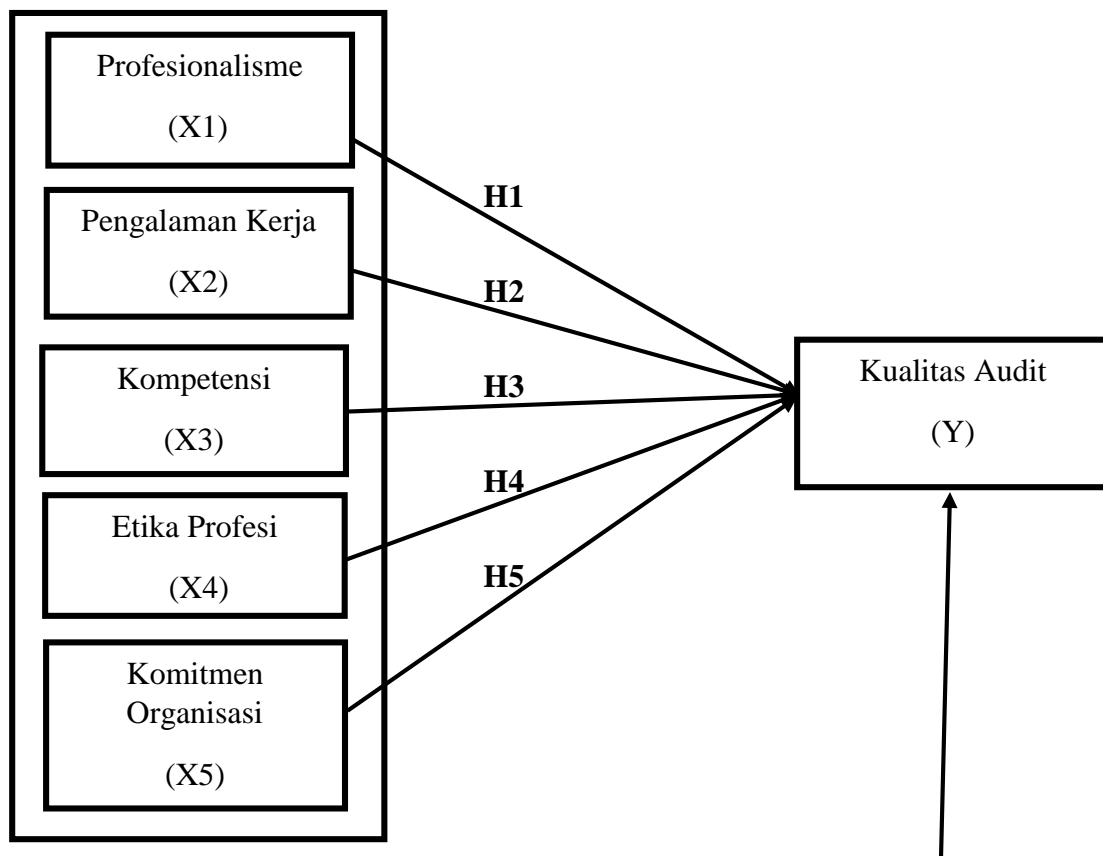 Profesionalisme
(X1)
Pengalaman Kerja
(X2)
Kompetensi
(X3)
Etika Profesi
(X4)
Komitmen
Organisasi
(X5)
H1
H2
H3
H4
H5
Kualitas Audit
(Y)